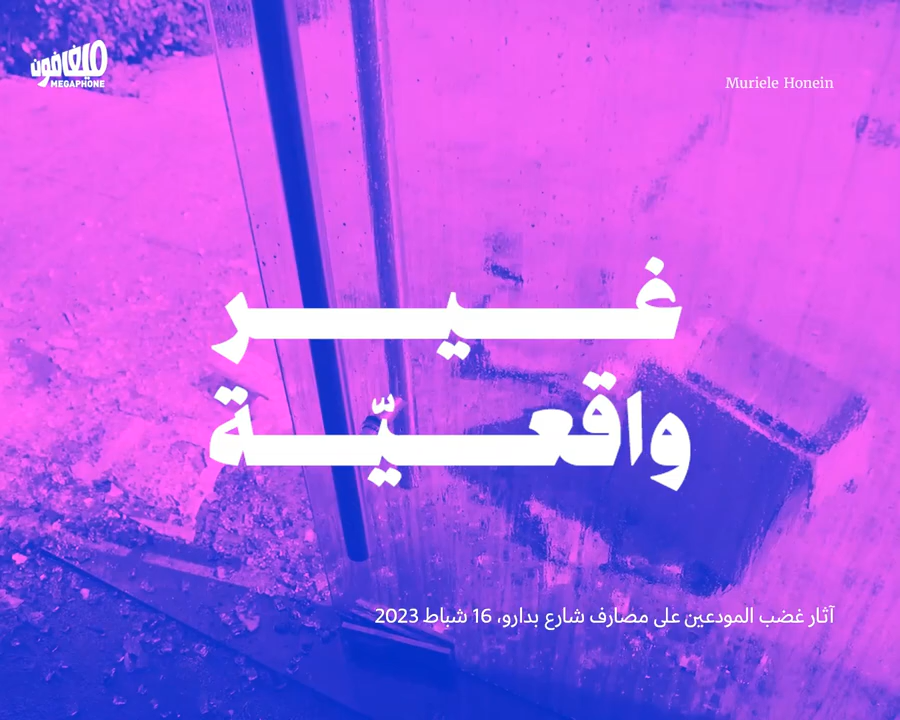 ميغافون
MEGAPHONE
Muriele Honein
غير
واقعيّة
آثار غضب المودعين على مصارف شارع بدارو، 16 شباط 2023